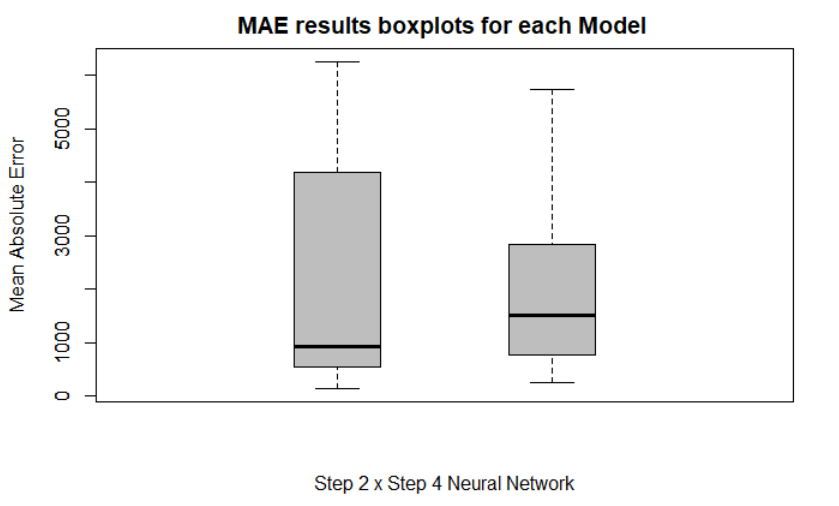 MAE results boxplots for each Model
Mean Absolute Error
5000
3000
1000
0
Step 2 x Step 4 Neural Network